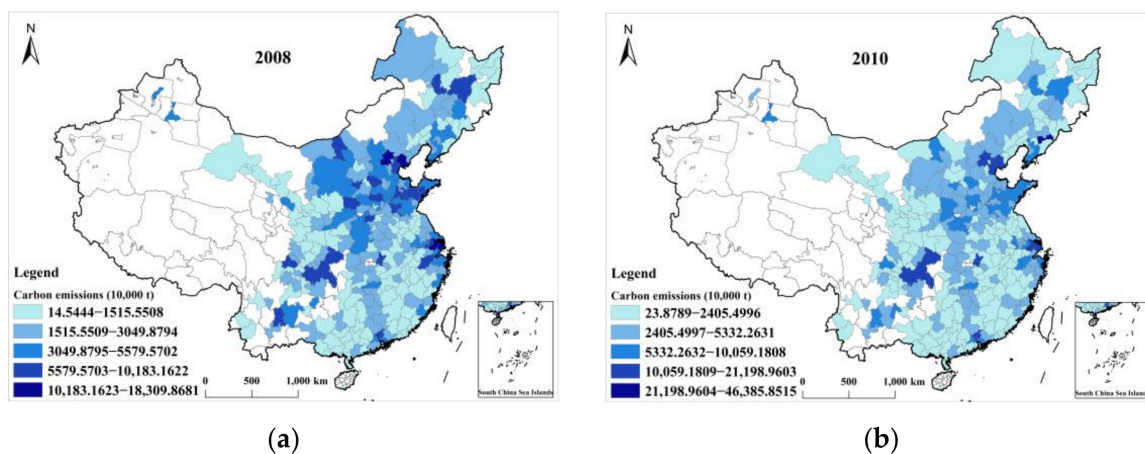 N
2008
Legend
Carbon emissions (10,000 t)
14.5444−1515.5508
1515.5509−3049.8794
3049.8795−5579.5702
5579.5703−10,183.1622
10,183.1623−18,309.8681
0 500 1,000 km
South China Sea Islands
(a)
N
2010
Legend
Carbon emissions (10,000 t)
23.8789−2405.4996
2405.4997−5332.2631
5332.2632−10,059.1808
10,059.1809−21,198.9603
21,198.9604−46,385.8515
0 500 1,000 km
South China Sea Islands
(b)